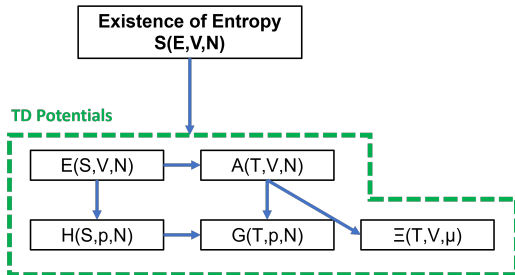 Existence of Entropy
S(E,V,N)
TD Potentials
E(S,V,N)
A(T,V,N)
H(S,p,N)
G(T,p,N)
Ξ(T,V,μ)